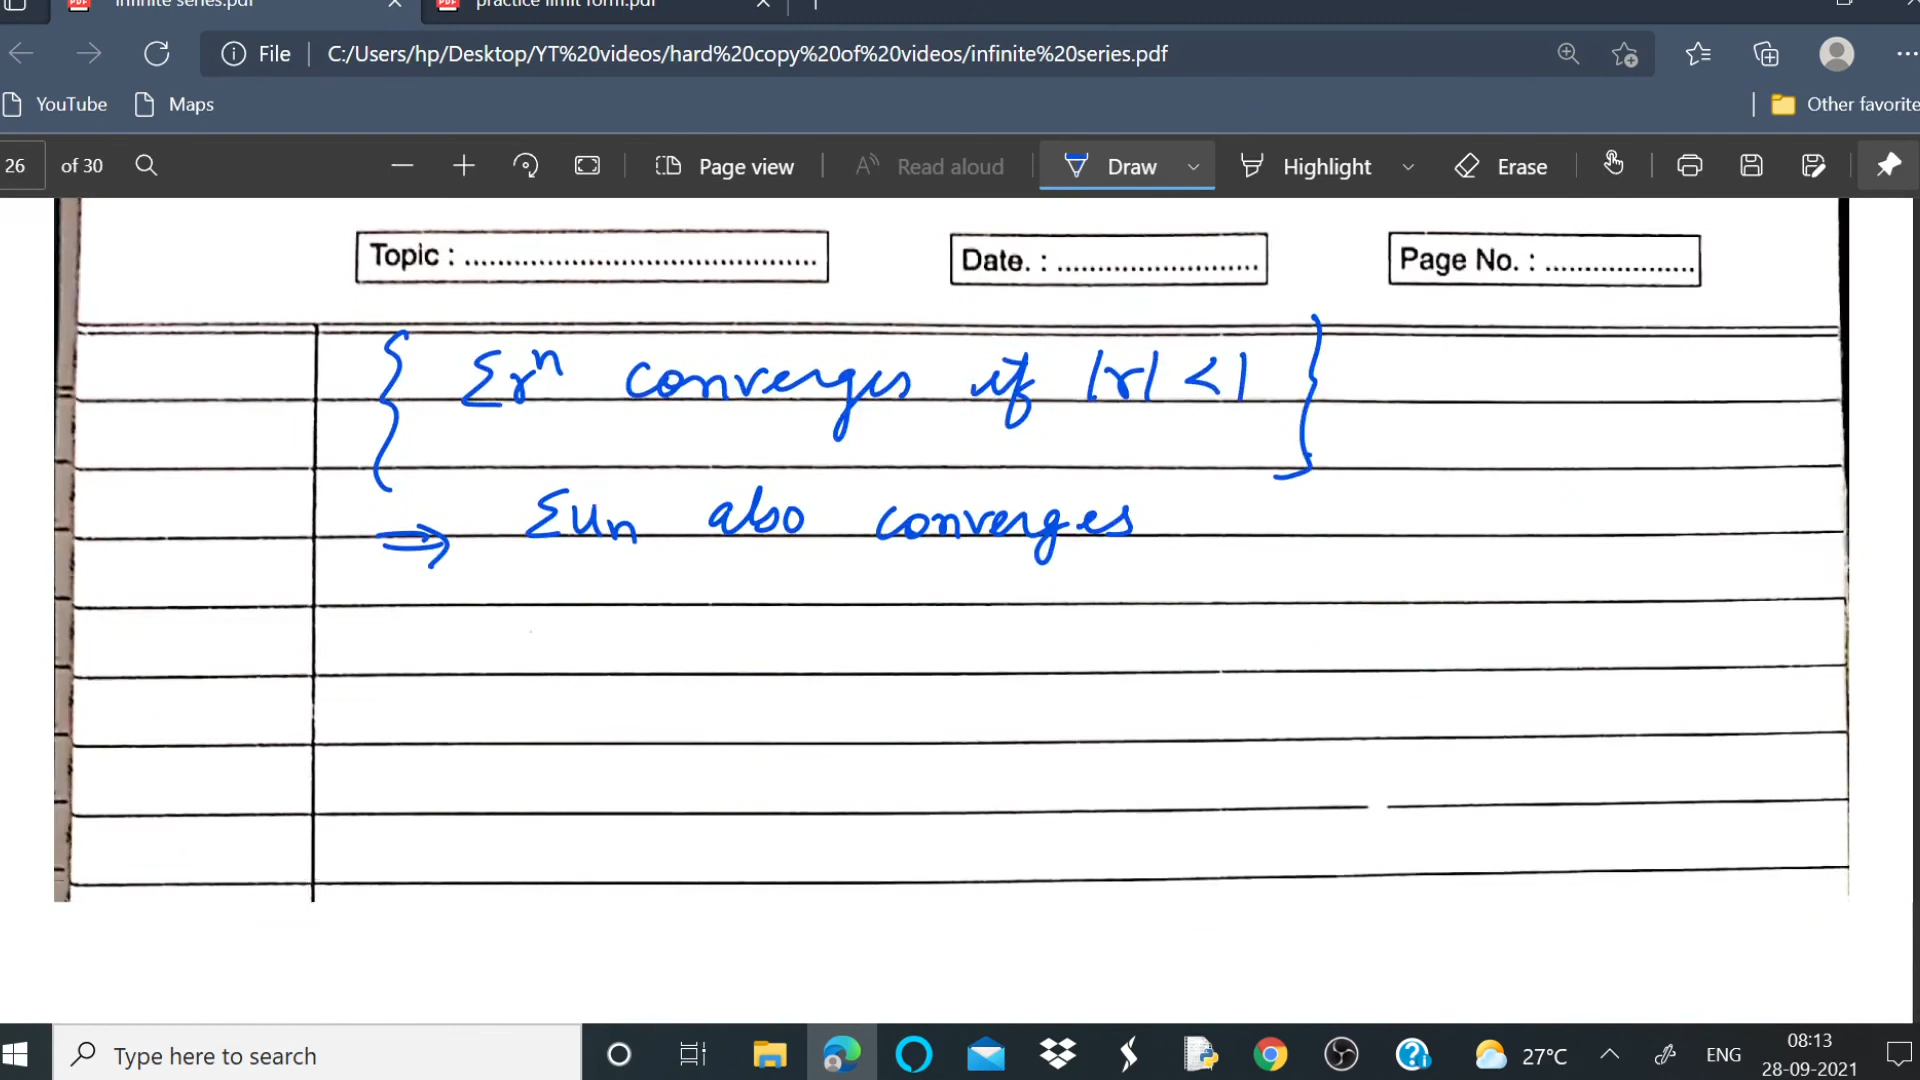 infinite series.pdf
practice limit form.pdf
File C:/Users/hp/Desktop/YT%20videos/hard%20copy%20of%20videos/infinite%20series.pdf
YouTube Maps Other favorite
26 of 30 Page view Read aloud Draw Highlight Erase
Topic : ........................................... Date. : ......................... Page No. : ..................
{ Σrⁿ converges if |r| < 1 }
⇒ Σuₙ also converges
Type here to search
27°C ENG 08:13
28-09-2021